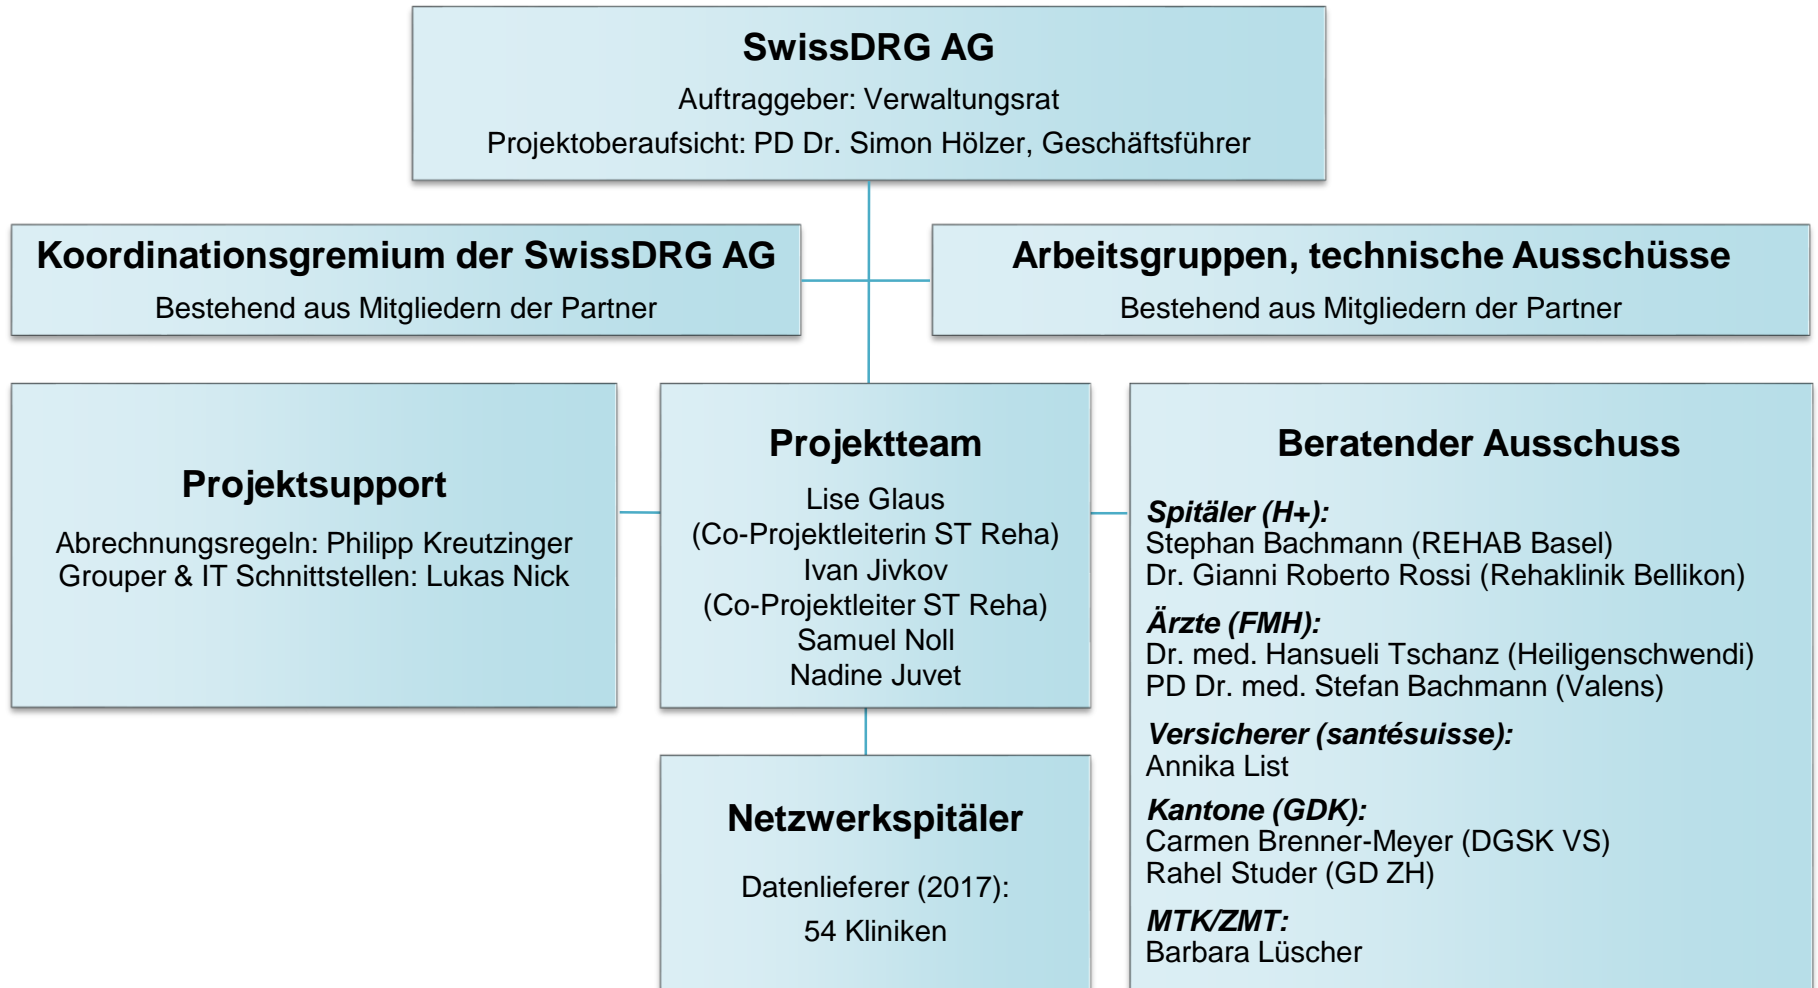 SwissDRG AG
Auftraggeber: Verwaltungsrat
Projektoberaufsicht: PD Dr. Simon Hölzer, Geschäftsführer
Koordinationsgremium der SwissDRG AG
Bestehend aus Mitgliedern der Partner
Arbeitsgruppen, technische Ausschüsse
Bestehend aus Mitgliedern der Partner
Projektsupport
Abrechnungsregeln: Philipp Kreutzinger
Grouper & IT Schnittstellen: Lukas Nick
Projektteam
Lise Glaus
(Co-Projektleiterin ST Reha)
Ivan Jivkov
(Co-Projektleiter ST Reha)
Samuel Noll
Nadine Juvet
Beratender Ausschuss
Spitäler (H+):
Stephan Bachmann (REHAB Basel)
Dr. Gianni Roberto Rossi (Rehaklinik Bellikon)
Ärzte (FMH):
Dr. med. Hansueli Tschanz (Heiligenschwendi)
PD Dr. med. Stefan Bachmann (Valens)
Versicherer (santésuisse):
Annika List
Kantone (GDK):
Carmen Brenner-Meyer (DGSK VS)
Rahel Studer (GD ZH)
MTK/ZMT:
Barbara Lüscher
Netzwerkspitäler
Datenlieferer (2017):
54 Kliniken